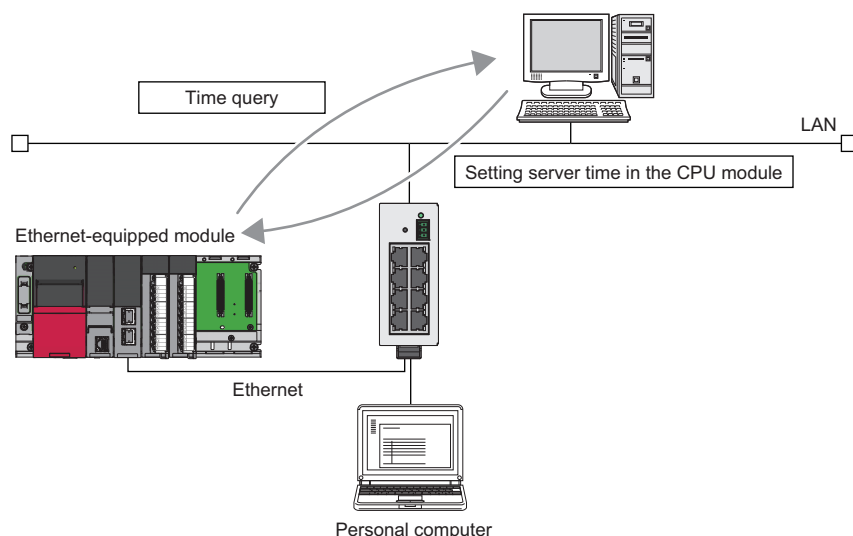 Time query
LAN
Setting server time in the CPU module
Ethernet-equipped module
Ethernet
Personal computer